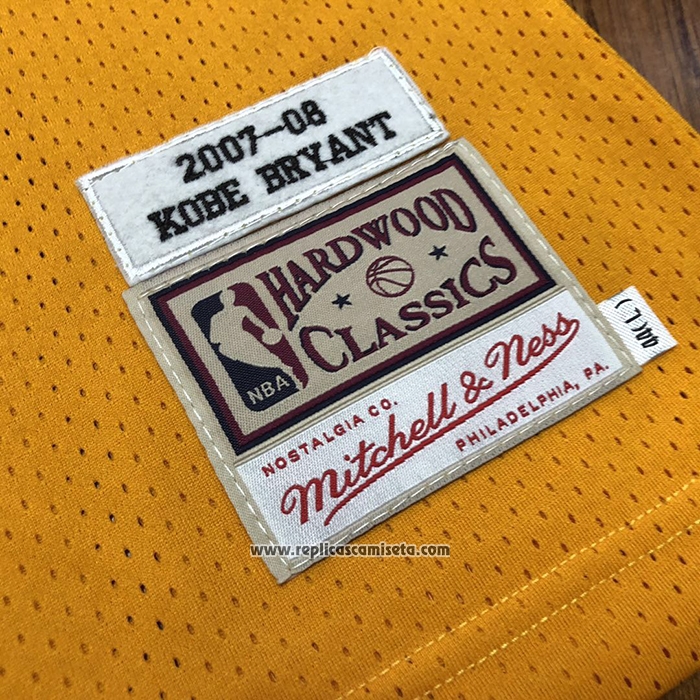 2007-08
KOBE BRYANT
HARDWOOD
CLASSICS
NBA
NOSTALGIA CO.
Mitchell & Ness
PHILADELPHIA, PA.
www.replicascamiseta.com